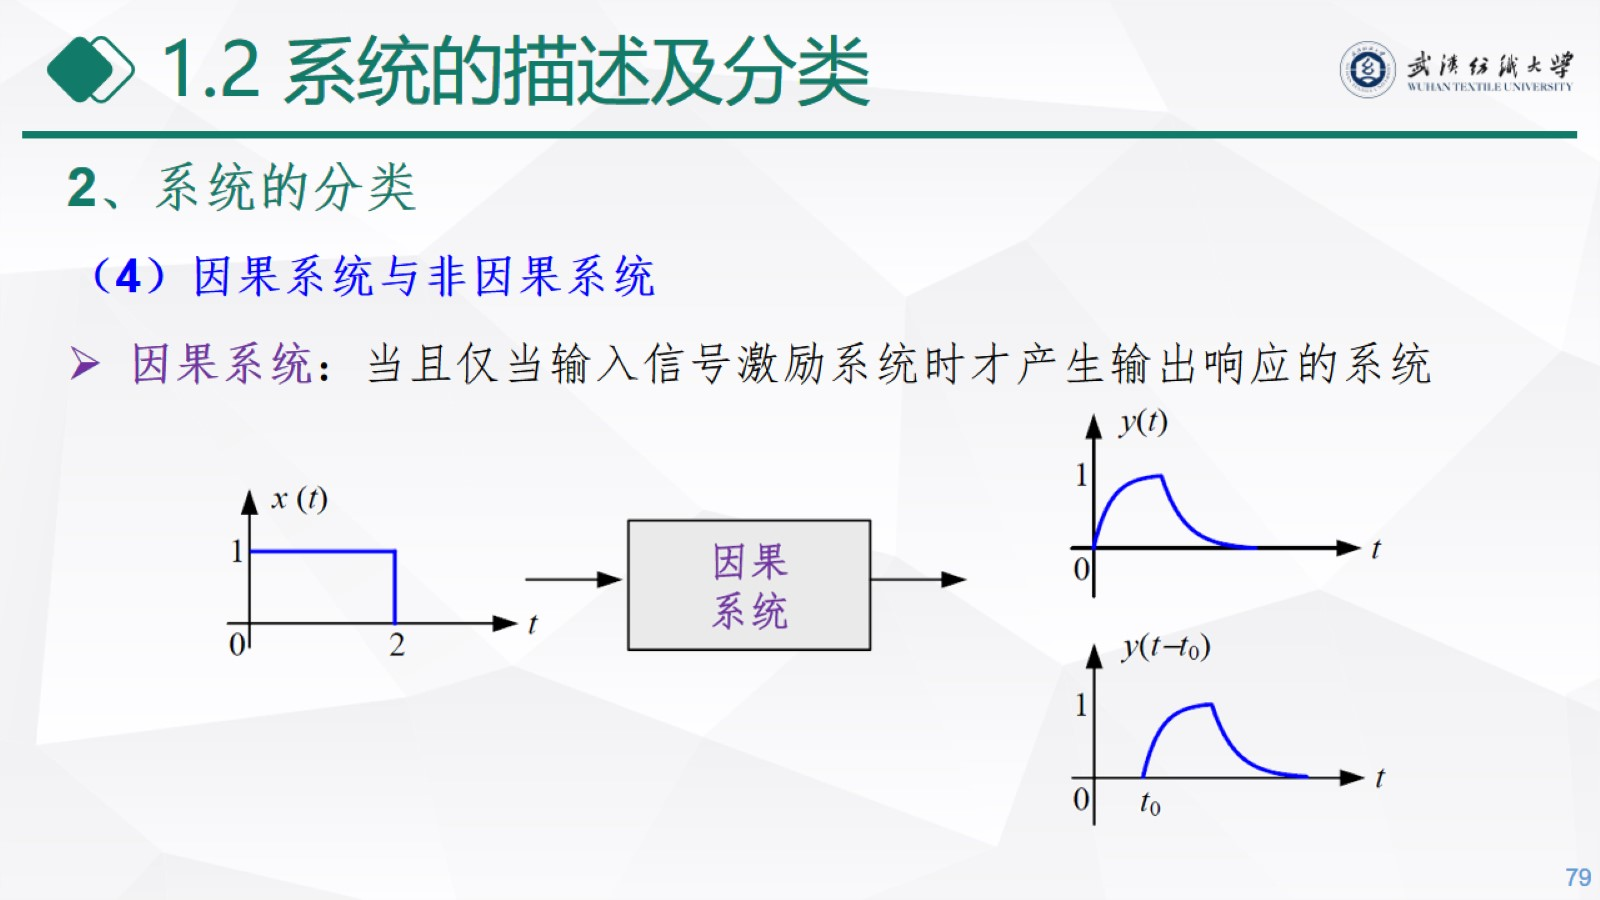 1.2 系统的描述及分类
武汉纺织大学
WUHAN TEXTILE UNIVERSITY
2、系统的分类
（4）因果系统与非因果系统
➢ 因果系统：当且仅当输入信号激励系统时才产生输出响应的系统
x (t)
1
0
2
t
因果
系统
y(t)
1
0
t
y(t−t₀)
1
0
t₀
t
79